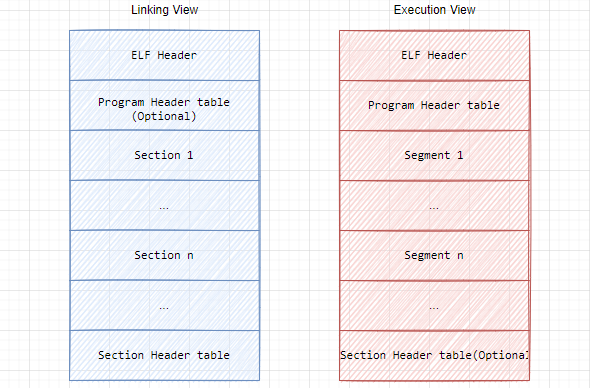 Linking View
ELF Header
Program Header table
(Optional)
Section 1
...
Section n
...
Section Header table
Execution View
ELF Header
Program Header table
Segment 1
...
Segment n
...
Section Header table(Optional